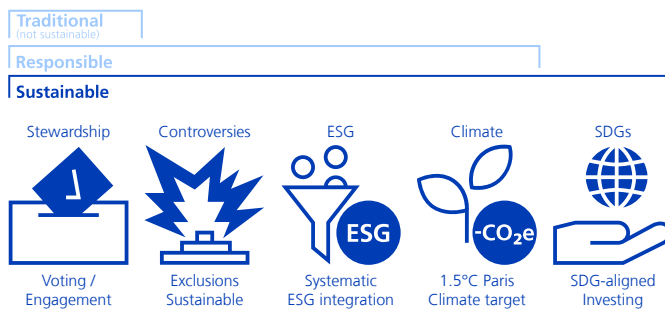 Traditional
(not sustainable)
Responsible
Sustainable
Stewardship
Controversies
ESG
Climate
SDGs
ESG
-CO₂e
Voting /
Engagement
Exclusions
Sustainable
Systematic
ESG integration
1.5°C Paris
Climate target
SDG-aligned
Investing